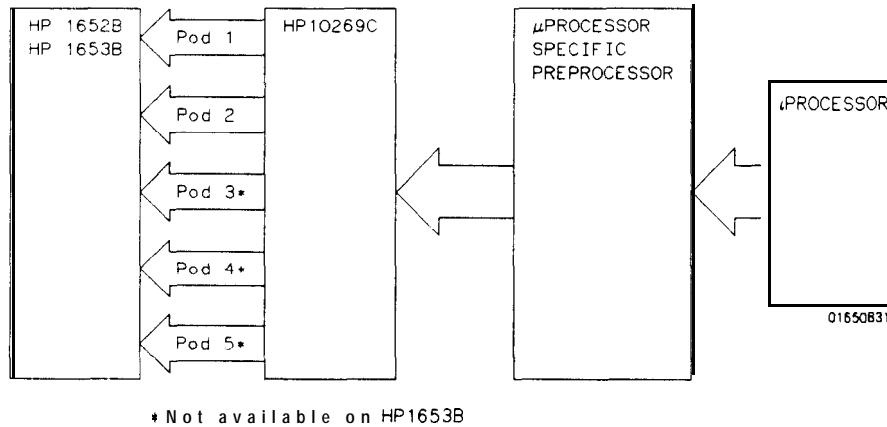 HP 1652B
HP 1653B
Pod 1
Pod 2
Pod 3*
Pod 4*
Pod 5*
HP10269C
μPROCESSOR
SPECIFIC
PREPROCESSOR
μPROCESSOR
01650B31
*Not available on HP1653B